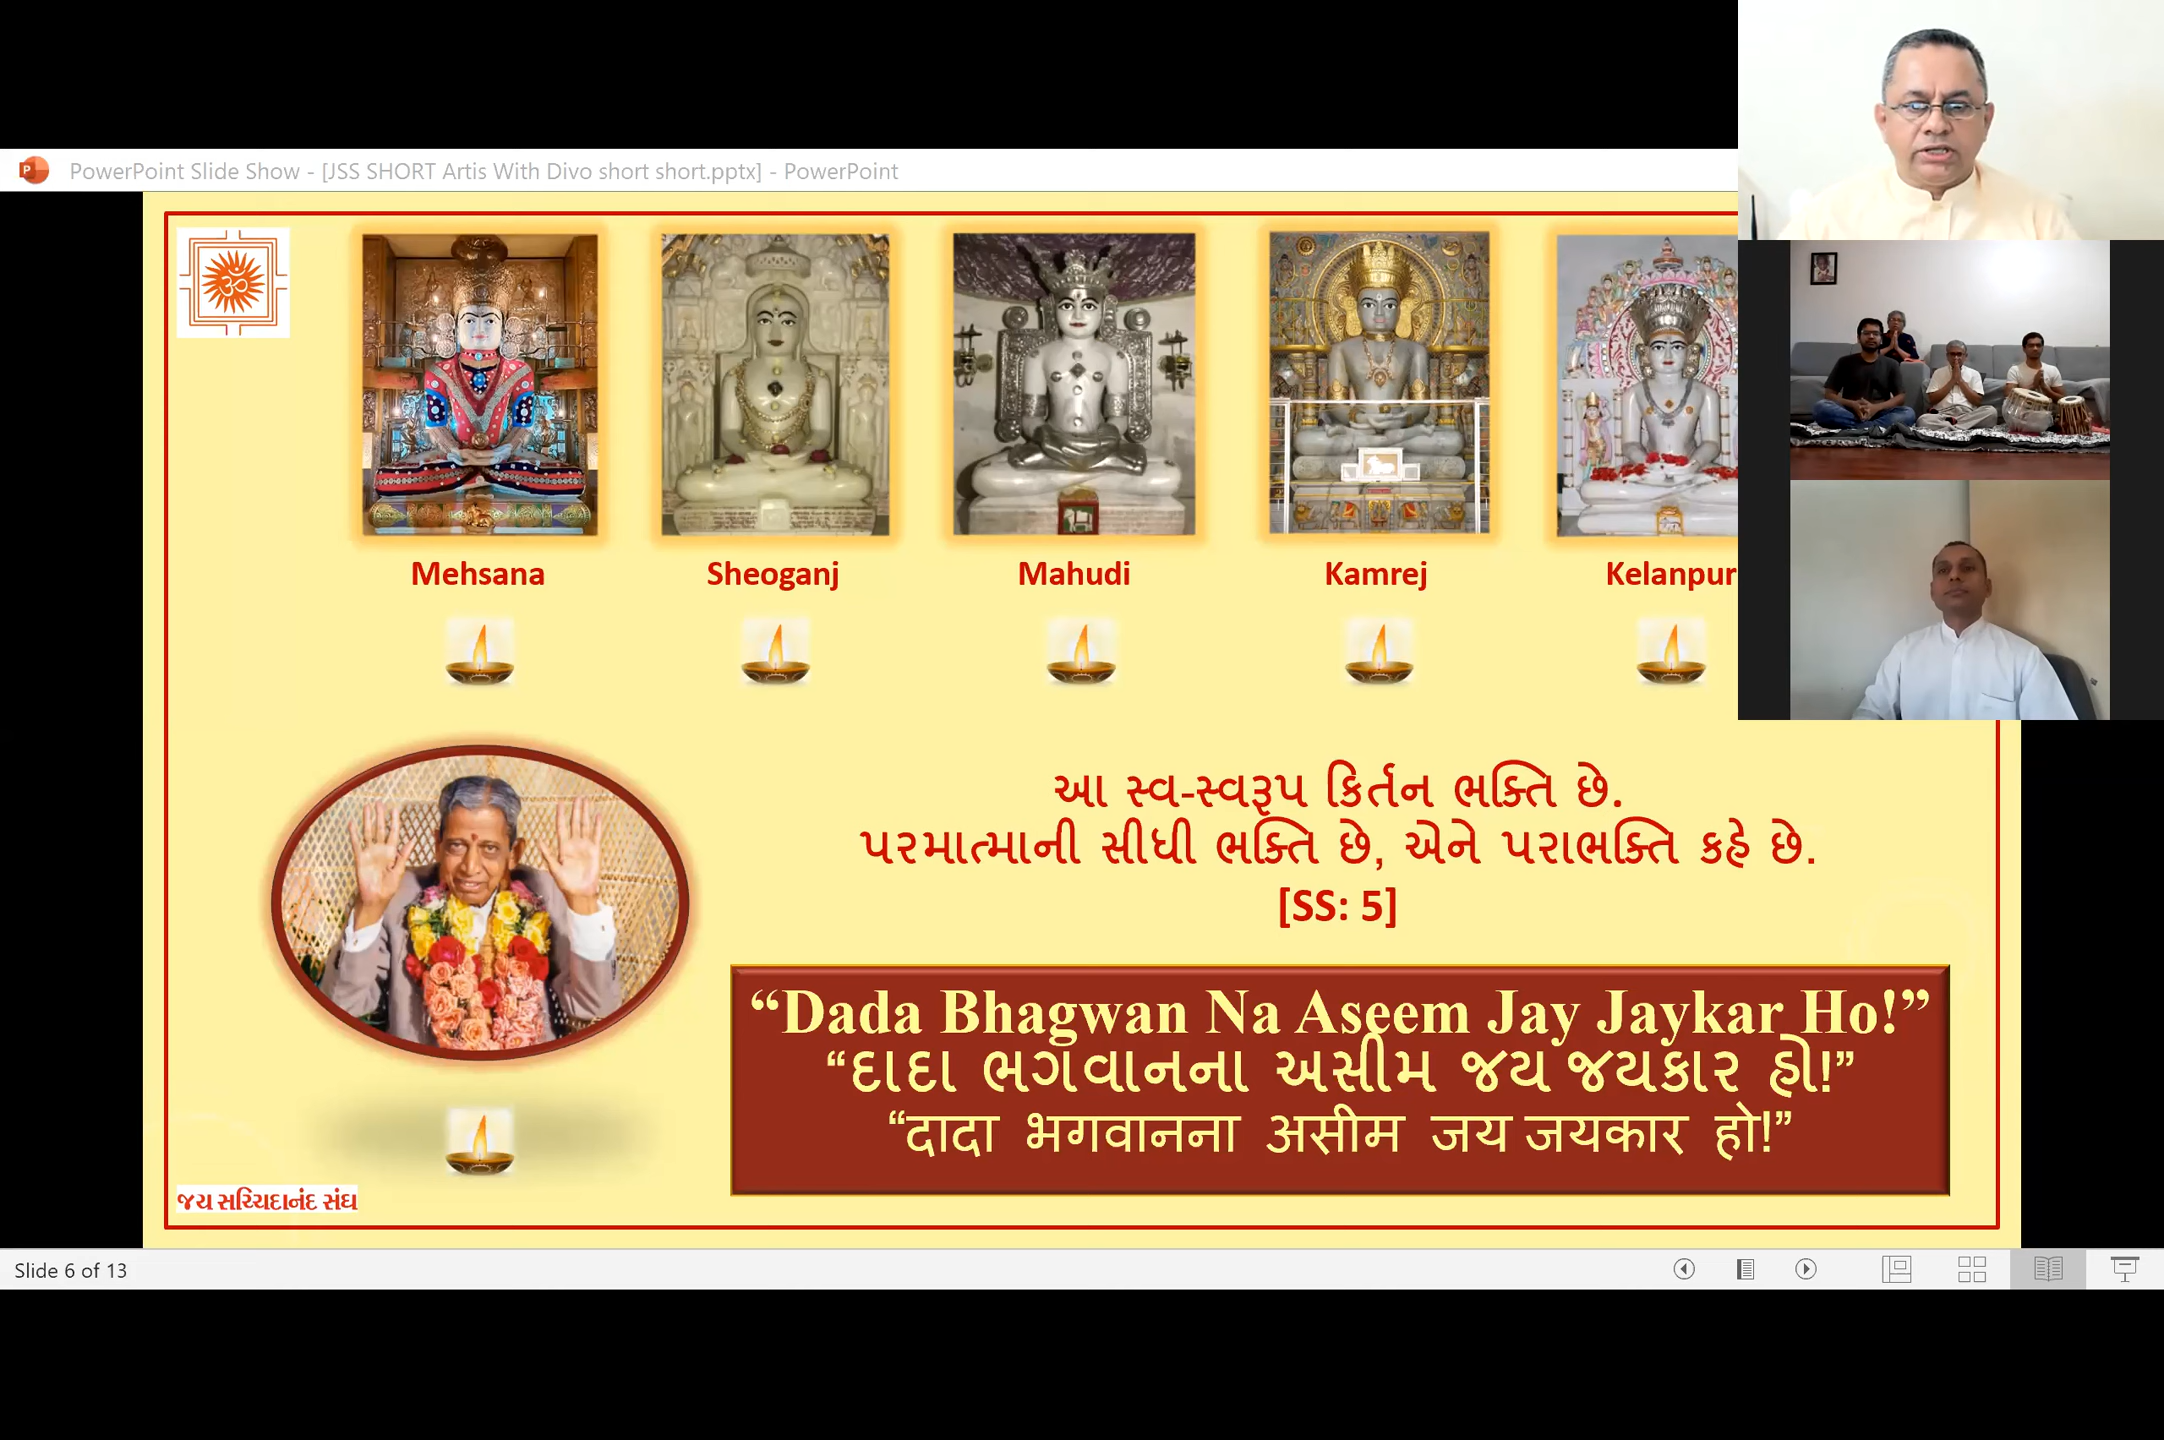 PowerPoint Slide Show - [JSS SHORT Artis With Divo short short.pptx] - PowerPoint
ૐ
Mehsana
Sheoganj
Mahudi
Kamrej
Kelanpur
આ સ્વ-સ્વરૂપ કિર્તન ભક્તિ છે.
પરમાત્માની સીધી ભક્તિ છે, એને પરાભક્તિ કહે છે.
[SS: 5]
“Dada Bhagwan Na Aseem Jay Jaykar Ho!”
“દાદા ભગવાનના અસીમ જય જયકાર હો!”
“दादा भगवानना असीम जय जयकार हो!”
જય સચ્ચિદાનંદ સંઘ
Slide 6 of 13